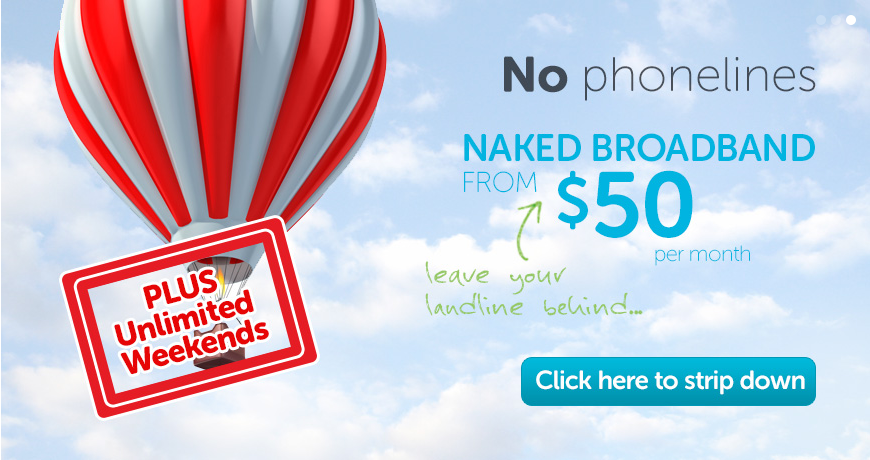 No phonelines
NAKED BROADBAND
FROM $50
per month
leave your
landline behind...
PLUS
Unlimited
Weekends
Click here to strip down